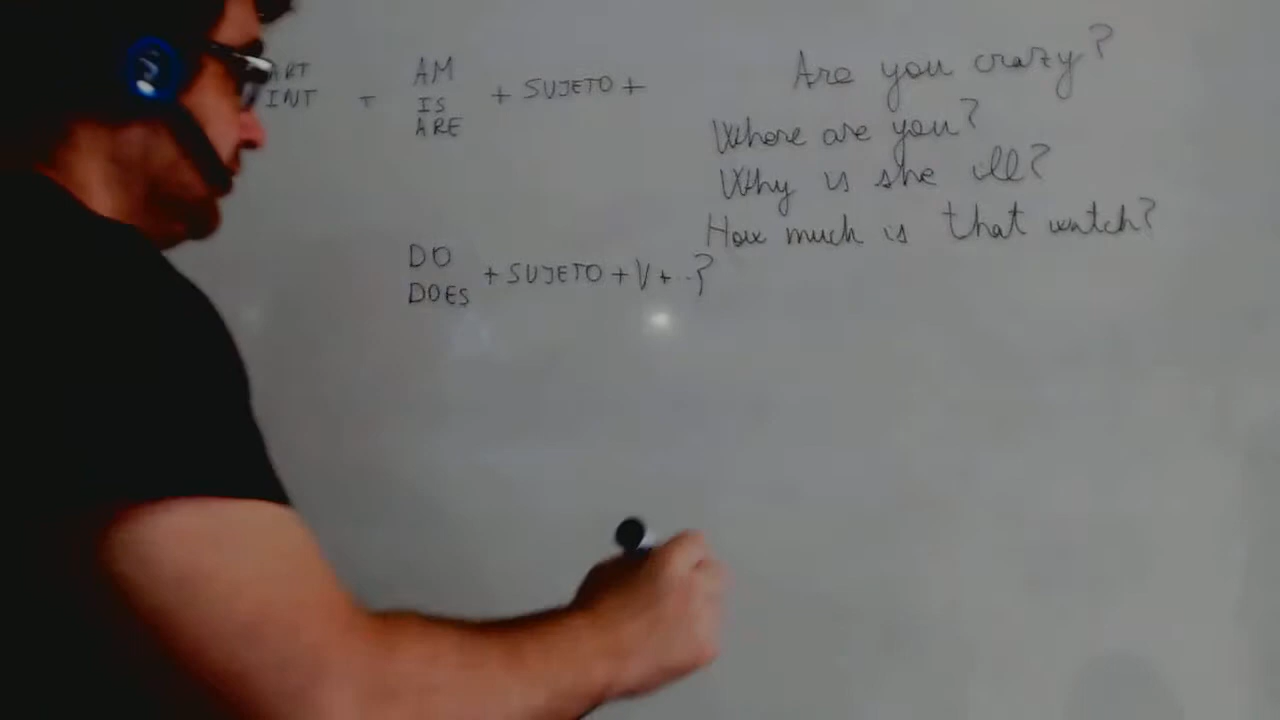 INT + AM
IS
ARE + SUJETO +
Are you crazy?
Where are you?
Why is she ill?
How much is that watch?
DO
DOES + SUJETO + V + ...?